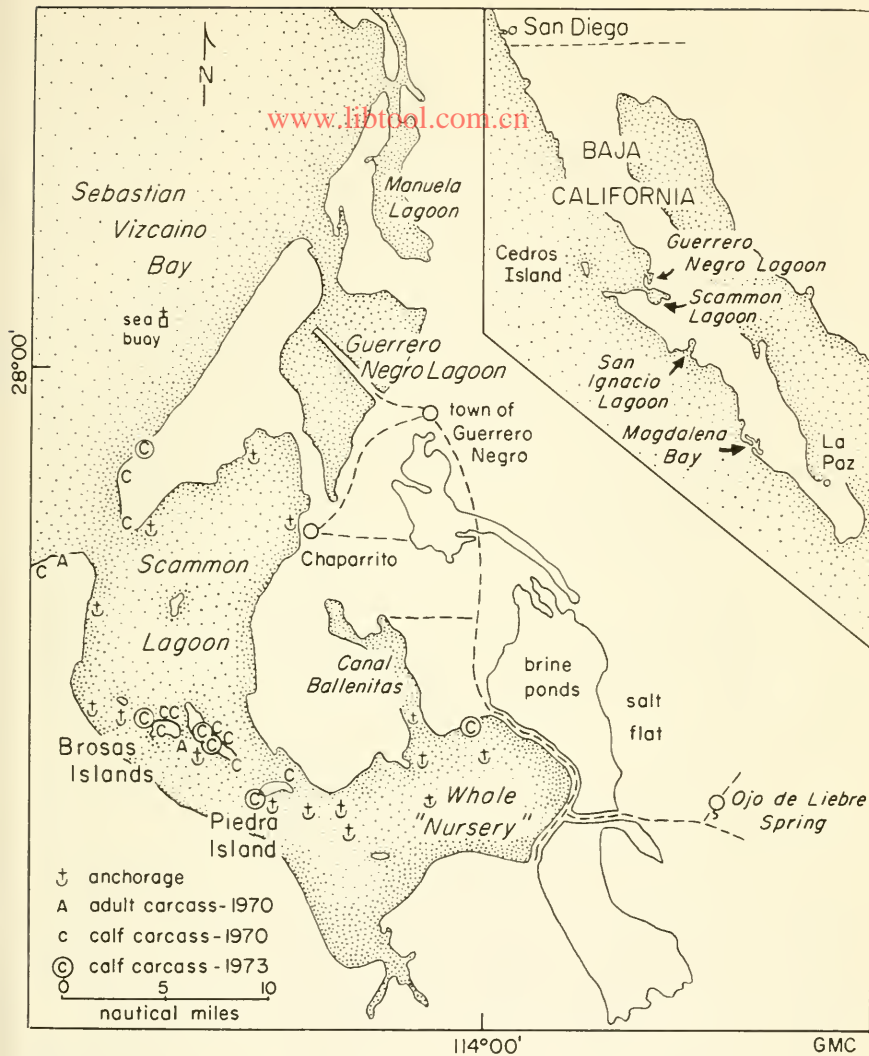 San Diego
N
www.libtool.com.cn
BAJA
CALIFORNIA
Manuela
Lagoon
Sebastian
Vizcaino
Bay
Cedros
Island
Guerrero
Negro Lagoon
Scammon
Lagoon
sea
buoy
28°00'
Guerrero
Negro Lagoon
San
Ignacio
Lagoon
town of
Guerrero
Negro
Magdalena
Bay
La
Paz
C
C
C
C A
Chaparrito
Scammon
Lagoon
Canal
Ballenitas
brine
ponds
salt
flat
C CC C C C C C
A C
C
Brosas
Islands
C C
Piedra
Island
Whale
"Nursery"
Ojo de Liebre
Spring
anchorage
A adult carcass-1970
C calf carcass-1970
C calf carcass-1973
0 5 10
nautical miles
114°00'
GMC